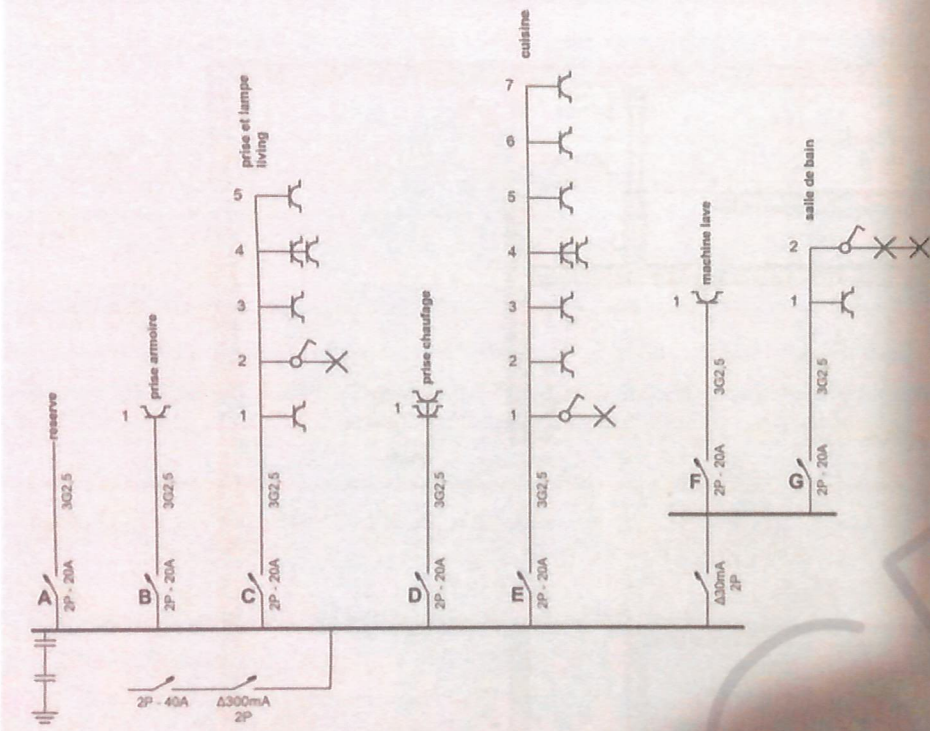 A
2P - 20A
3G2,5
reserve
B
2P - 20A
3G2,5
1
prise armoire
C
2P - 20A
3G2,5
1
2
3
4
5
prise et lampe
living
D
2P - 20A
3G2,5
1
prise chaufage
E
2P - 20A
3G2,5
1
2
3
4
5
6
7
cuisine
Δ30mA
2P
F
2P - 20A
3G2,5
1
machine lave
G
2P - 20A
3G2,5
1
2
salle de bain
2P - 40A
Δ300mA
2P